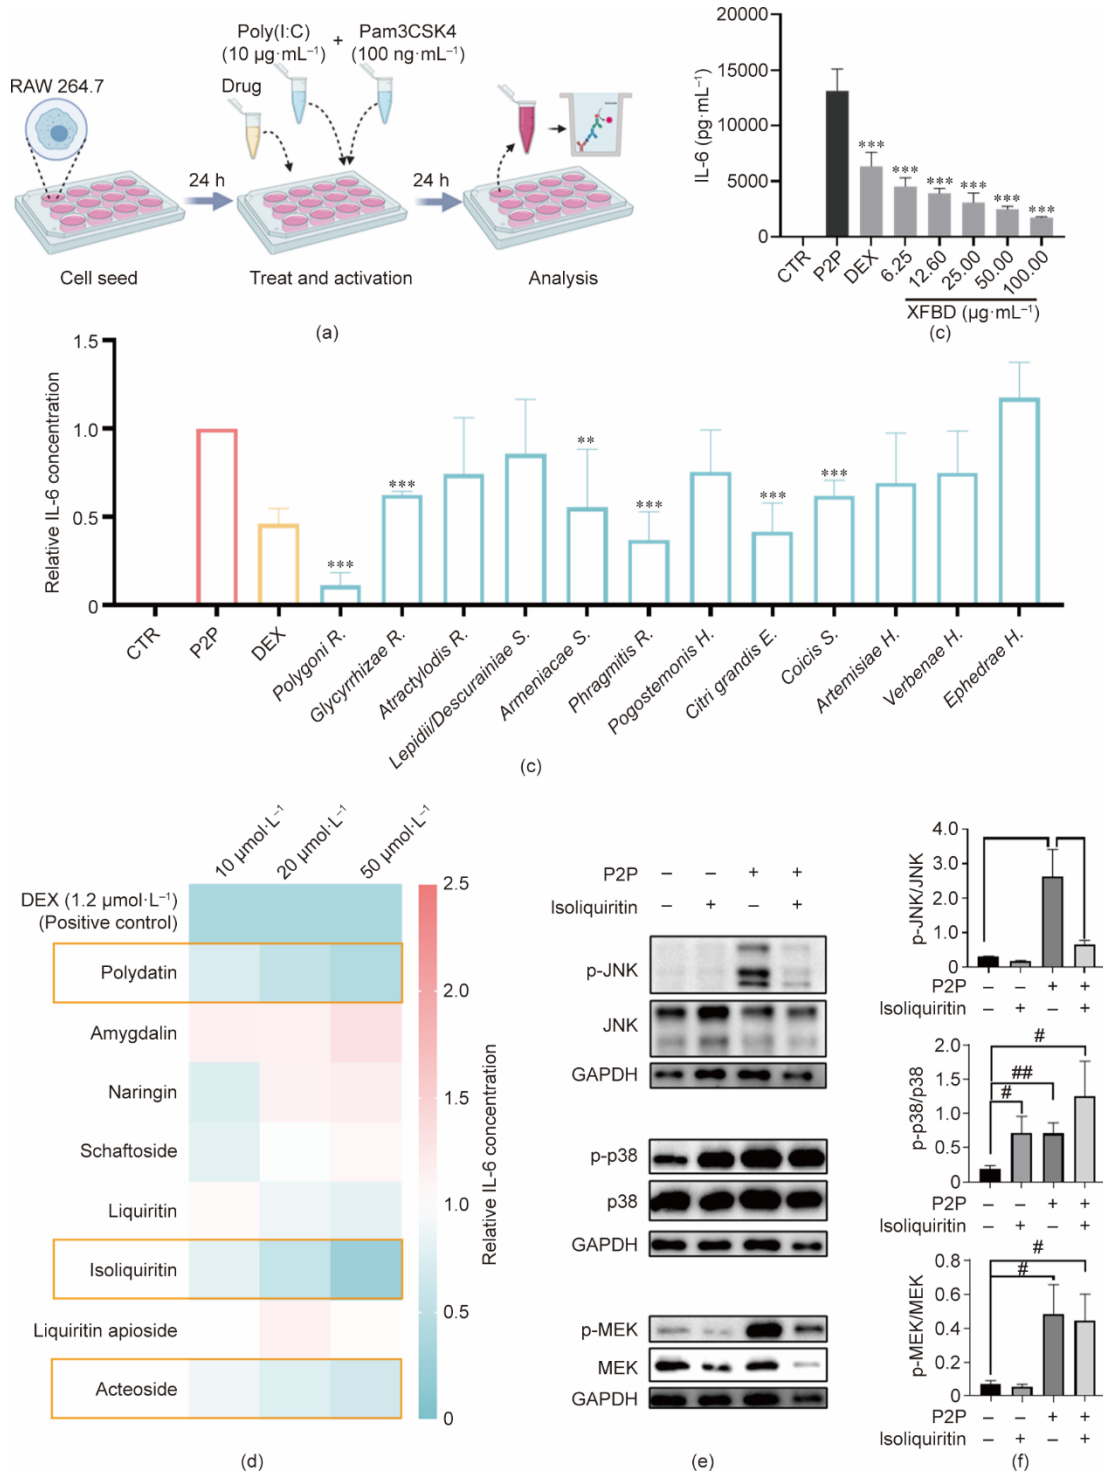 Poly(I:C) + Pam3CSK4
(10 µg·mL⁻¹) (100 ng·mL⁻¹)
RAW 264.7
Drug
24 h
24 h
Cell seed
Treat and activation
Analysis
(a)
20000
15000
10000
5000
0
IL-6 (pg·mL⁻¹)
***
***
***
***
***
***
CTR
P2P
DEX
6.25
12.60
25.00
50.00
100.00
XFBD (µg·mL⁻¹)
(c)
1.5
1.0
0.5
0
Relative IL-6 concentration
***
***
**
***
***
***
CTR
P2P
DEX
Polygoni R.
Glycyrrhizae R.
Atractylodis R.
Lepidii/Descurainiae S.
Armeniacae S.
Phragmitis R.
Pogostemonis H.
Citri grandis E.
Coicis S.
Artemisiae H.
Verbenae H.
Ephedrae H.
(c)
10 µmol·L⁻¹
20 µmol·L⁻¹
50 µmol·L⁻¹
DEX (1.2 µmol·L⁻¹)
(Positive control)
Polydatin
Amygdalin
Naringin
Schaftoside
Liquiritin
Isoliquiritin
Liquiritin apioside
Acteoside
2.5
2.0
1.5
1.0
0.5
0
Relative IL-6 concentration
(d)
P2P – – + +
Isoliquiritin – + – +
p-JNK
JNK
GAPDH
p-p38
p38
GAPDH
p-MEK
MEK
GAPDH
(e)
4.0
3.0
2.0
1.0
0
p-JNK/JNK
P2P – – + +
Isoliquiritin – + – +
2.0
1.5
1.0
0.5
0
p-p38/p38
#
##
#
P2P – – + +
Isoliquiritin – + – +
0.8
0.6
0.4
0.2
0
p-MEK/MEK
#
#
P2P – – + +
Isoliquiritin – + – +
(f)